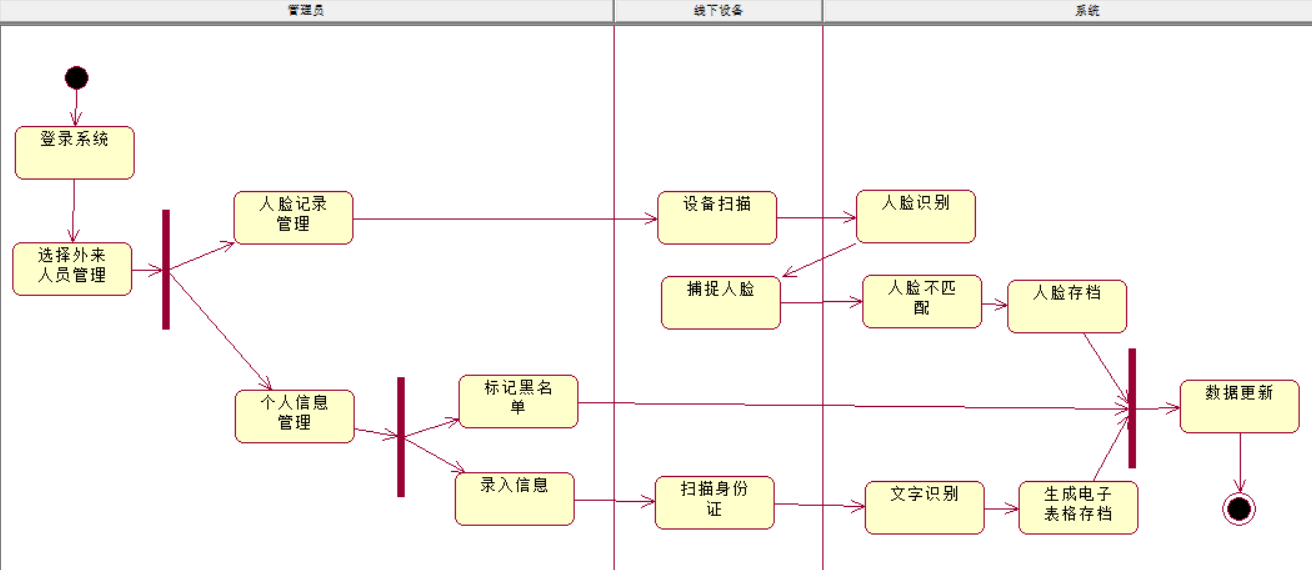 管理员
线下设备
系统
登录系统
人脸记录
管理
设备扫描
人脸识别
选择外来
人员管理
捕捉人脸
人脸不匹
配
人脸存档
个人信息
管理
标记黑名
单
数据更新
录入信息
扫描身份
证
文字识别
生成电子
表格存档